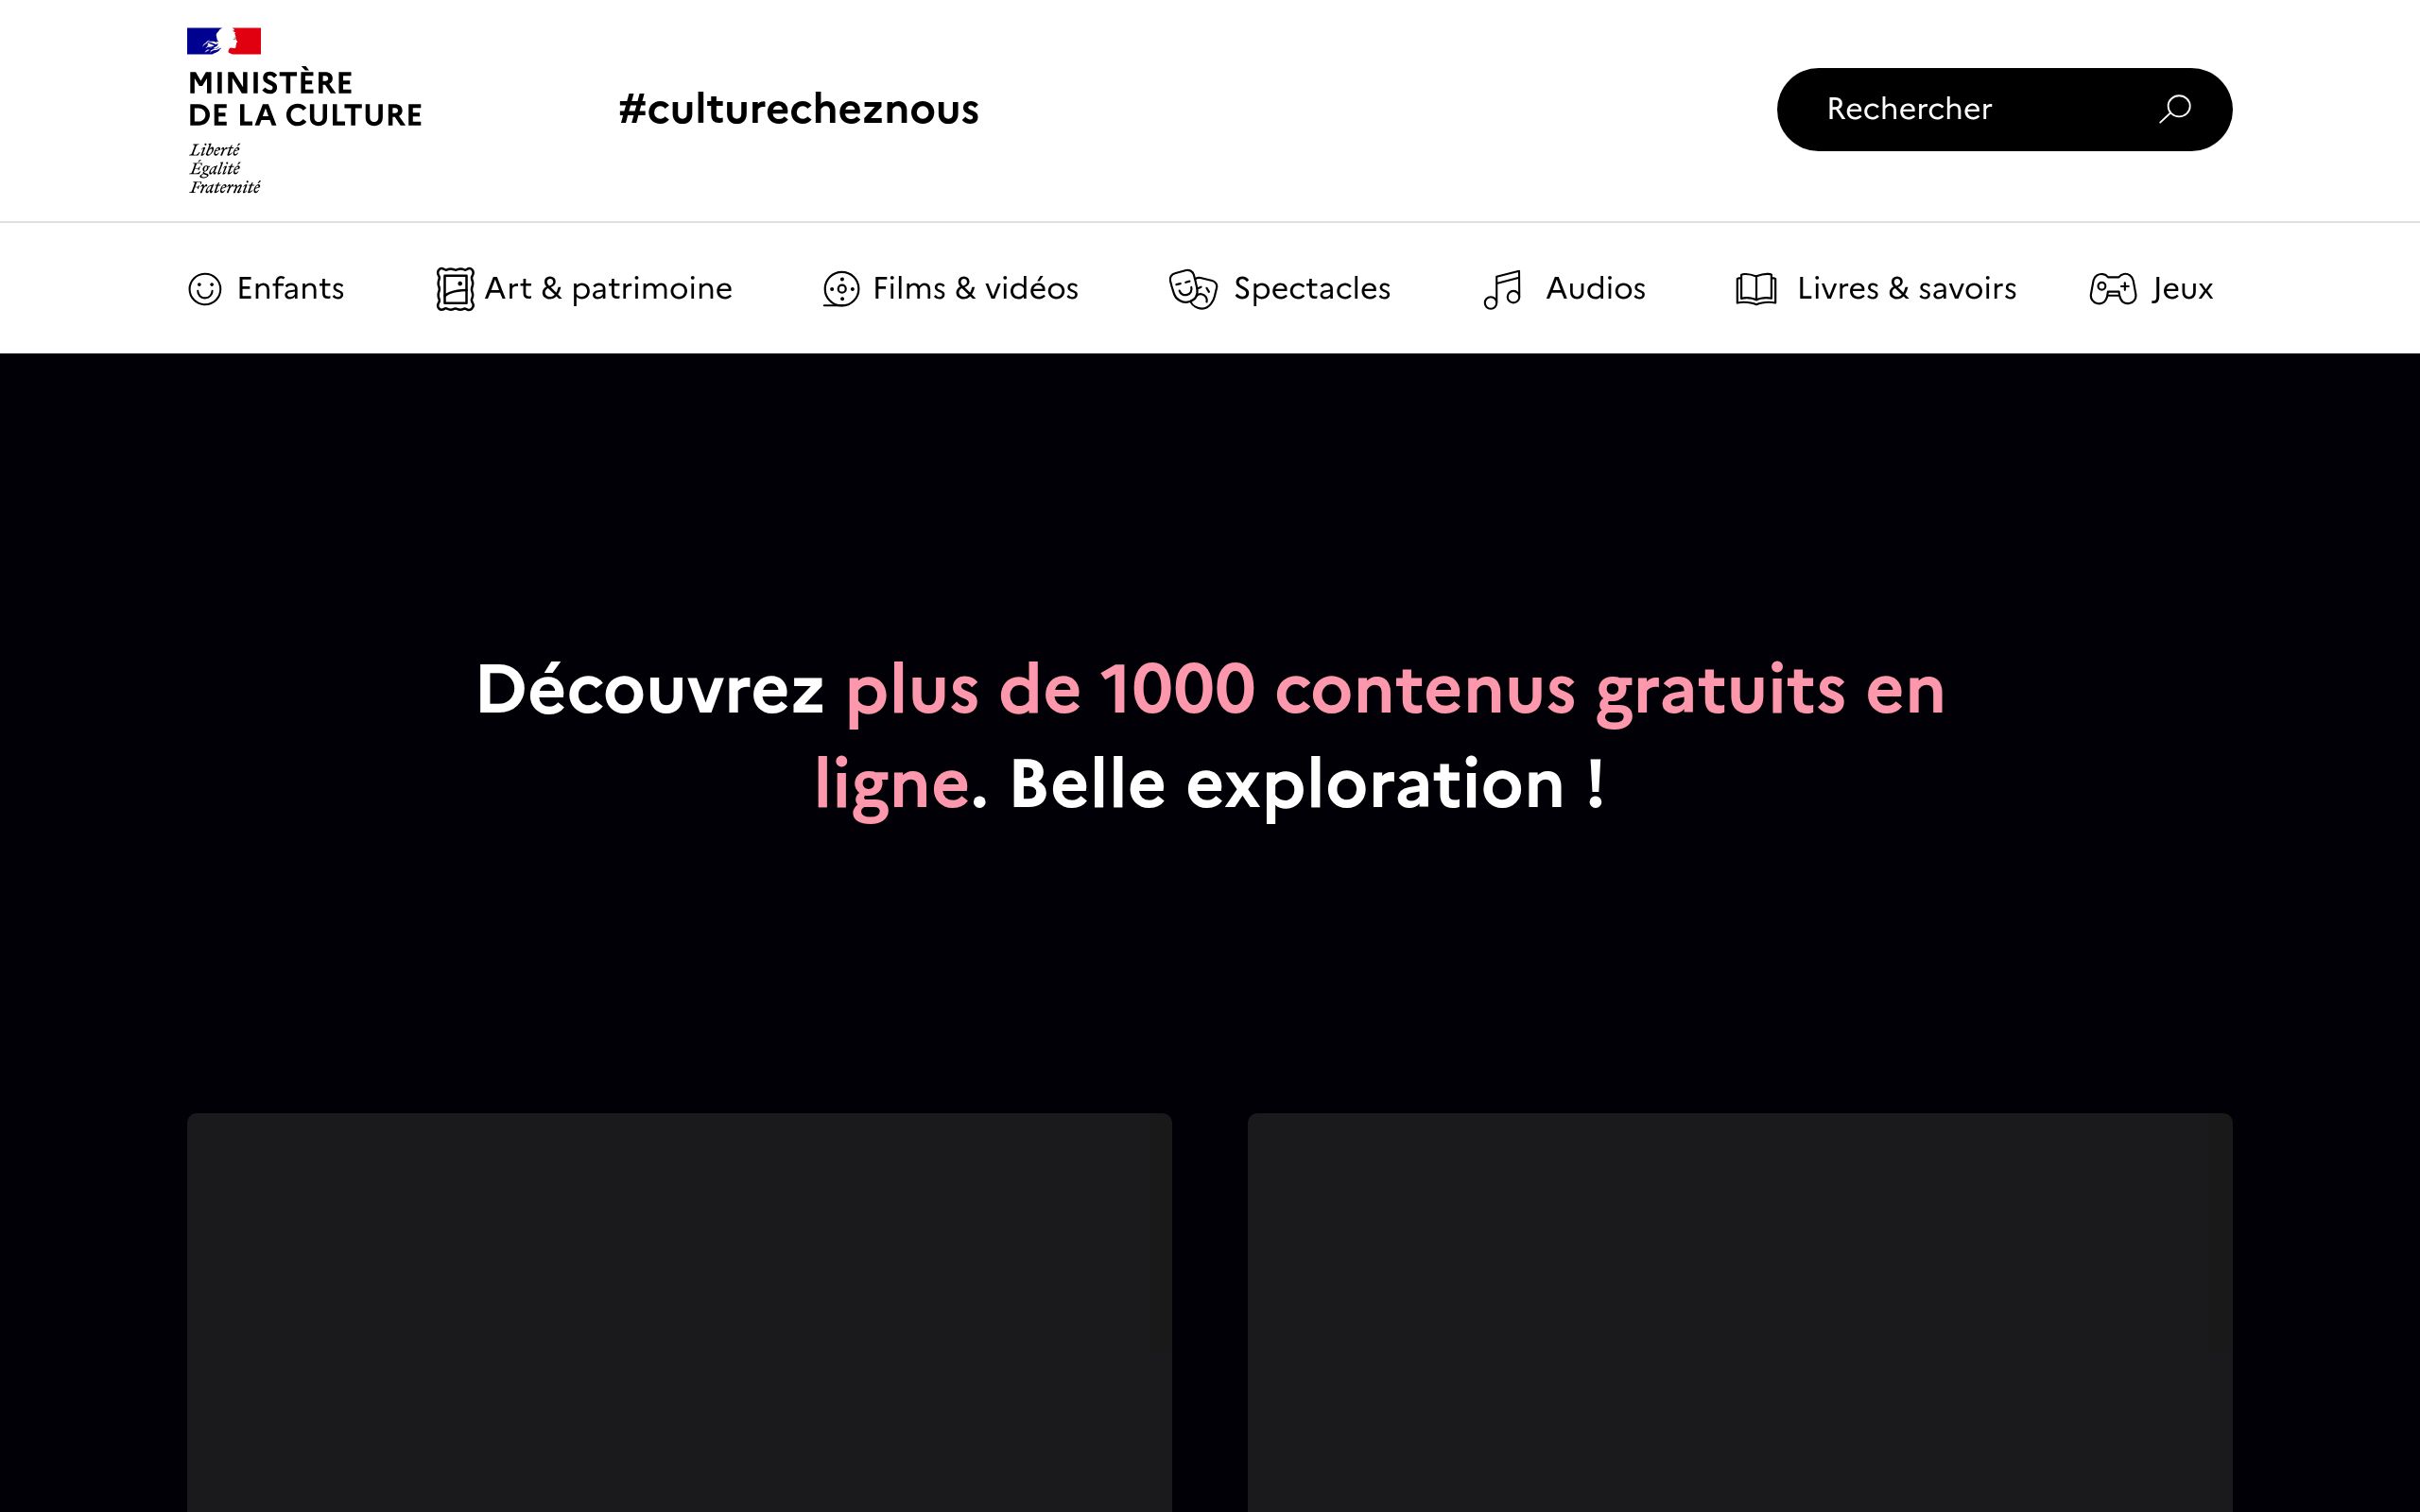 MINISTÈRE
DE LA CULTURE
Liberté
Égalité
Fraternité
#culturecheznous
Rechercher
Enfants
Art & patrimoine
Films & vidéos
Spectacles
Audios
Livres & savoirs
Jeux
Découvrez plus de 1000 contenus gratuits en
ligne. Belle exploration !